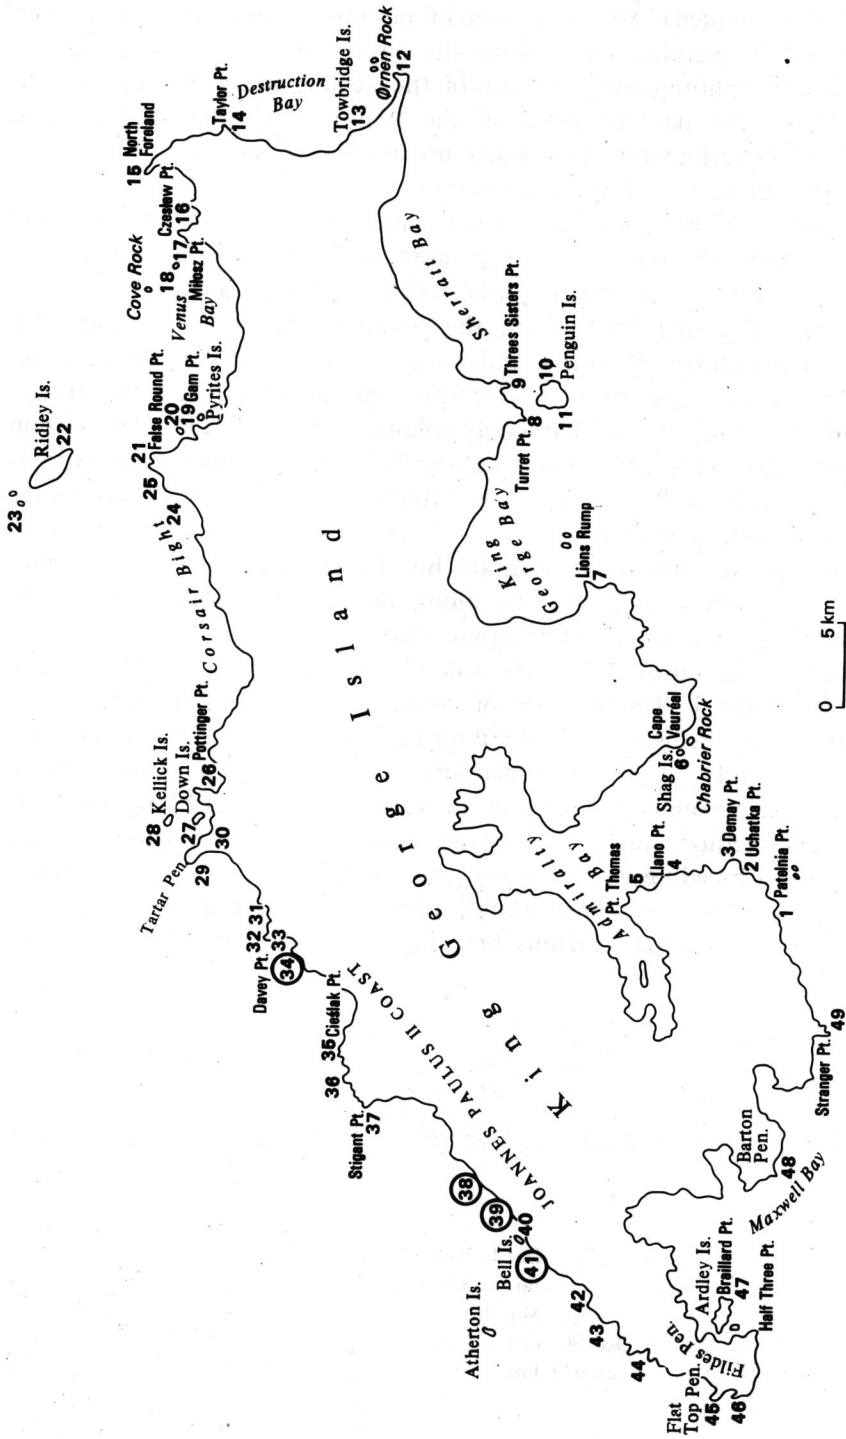 23
Ridley Is.
22
15
North
Foreland
Cove Rock
Czesław Pt.
16
17
18
Miłosz Pt.
Venus
Bay
Taylor Pt.
14
Destruction
Bay
Towbridge Is.
13
Ørnen Rock
12
21
False Round Pt.
20
19
Gam Pt.
Pyrites Is.
25
24
Corsair Bight
Sherratt Bay
9
Threes Sisters Pt.
10
Penguin Is.
11
8
Turret Pt.
King
George Bay
Lions Rump
7
28
Kellick Is.
Down Is.
27
26
Pottinger Pt.
Tartar Pen.
29
30
King George Island
31
32
33
Davey Pt.
34
Cape
Vauréal
Shag Is.
6
Chabrier Rock
Admiralty
Bay
Pt. Thomas
5
Llano Pt.
4
3
Demay Pt.
2
Uchatka Pt.
Patelnia Pt.
1
JOANNES PAULUS II COAST
35
Cieślak Pt.
36
Stigant Pt.
37
38
39
40
Bell Is.
41
Atherton Is.
42
43
44
49
Stranger Pt.
Barton
Pen.
48
Maxwell Bay
Ardley Is.
Braillard Pt.
47
Half Three Pt.
Fildes Pen.
Flat
Top Pen.
45
46
0
5 km